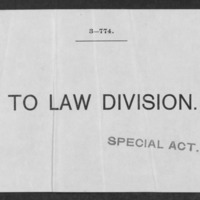 3—774.
TO LAW DIVISION.
SPECIAL ACT.